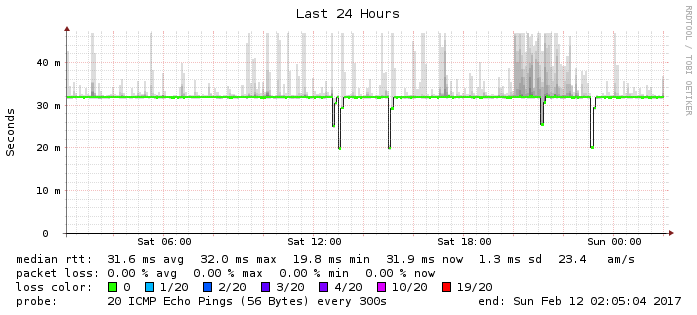 Last 24 Hours
RRDTOOL / TOBI OETIKER
Seconds
40 m
30 m
20 m
10 m
0
Sat 06:00 Sat 12:00 Sat 18:00 Sun 00:00
median rtt: 31.6 ms avg 32.0 ms max 19.8 ms min 31.9 ms now 1.3 ms sd 23.4 am/s
packet loss: 0.00 % avg 0.00 % max 0.00 % min 0.00 % now
loss color: 0 1/20 2/20 3/20 4/20 10/20 19/20
probe: 20 ICMP Echo Pings (56 Bytes) every 300s end: Sun Feb 12 02:05:04 2017